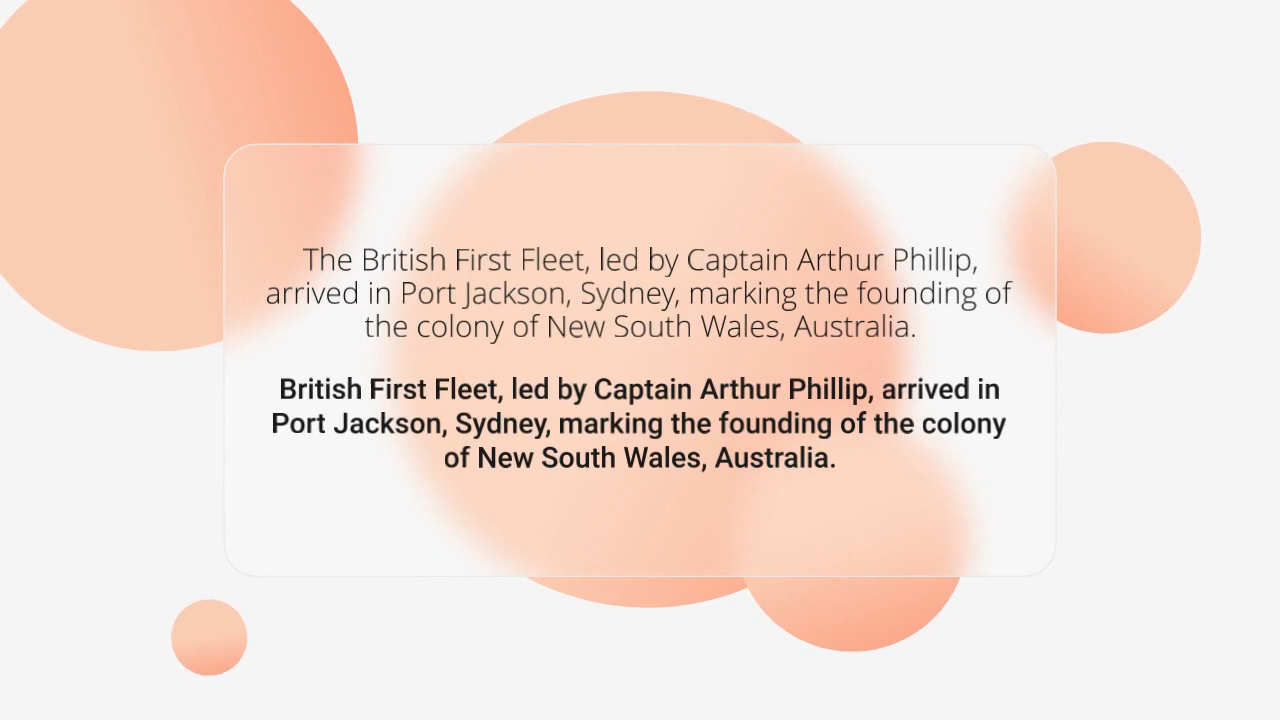 The British First Fleet, led by Captain Arthur Phillip,
arrived in Port Jackson, Sydney, marking the founding of
the colony of New South Wales, Australia.
British First Fleet, led by Captain Arthur Phillip, arrived in
Port Jackson, Sydney, marking the founding of the colony
of New South Wales, Australia.